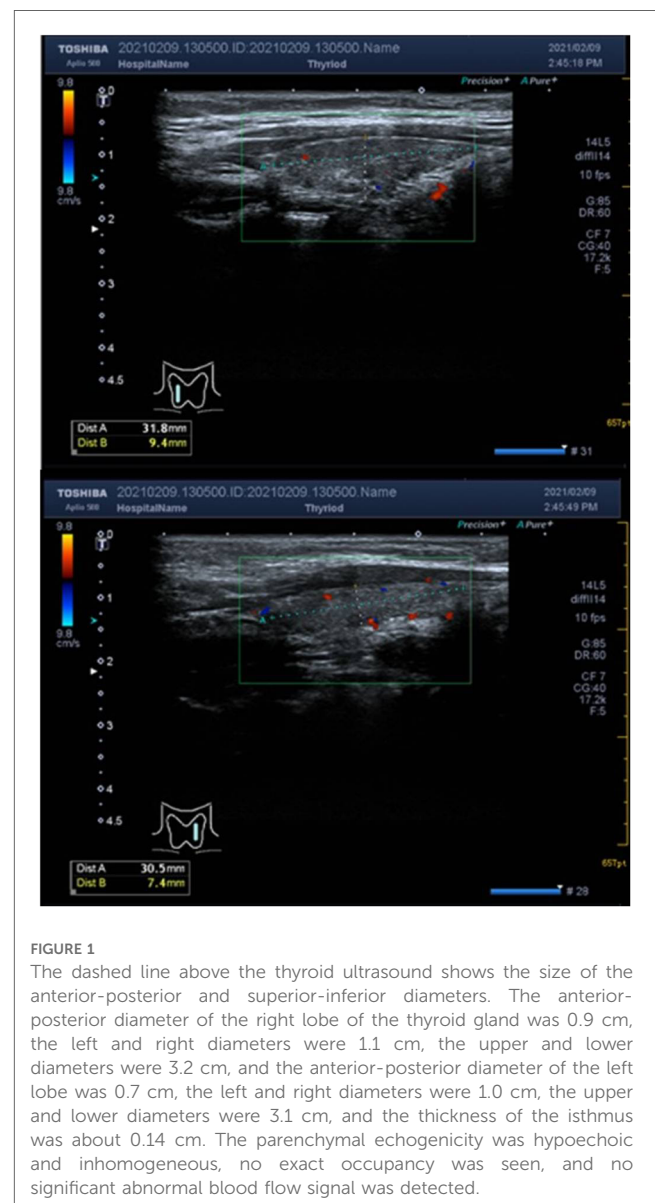 TOSHIBA 20210209.130500.ID:20210209.130500.Name 2021/02/09
Aplio 500 HospitalName Thyriod 2:45:18 PM
Precision+ A Pure+
9.8
0
T
1
14L5
diffII14
9.8
cm/s
10 fps
2
G:85
DR:60
CF 7
CG:40
17.2k
F:5
3
4
4.5
A
Dist A 31.8mm
Dist B 9.4mm
657pt
# 31
TOSHIBA 20210209.130500.ID:20210209.130500.Name 2021/02/09
Aplio 500 HospitalName Thyriod 2:45:49 PM
Precision+ A Pure+
9.8
0
T
1
14L5
diffII14
A
9.8
cm/s
10 fps
2
G:85
DR:60
CF 7
CG:40
17.2k
F:5
3
4
4.5
Dist A 30.5mm
Dist B 7.4mm
657pt
# 28
FIGURE 1
The dashed line above the thyroid ultrasound shows the size of the
anterior-posterior and superior-inferior diameters. The anterior-
posterior diameter of the right lobe of the thyroid gland was 0.9 cm,
the left and right diameters were 1.1 cm, the upper and lower
diameters were 3.2 cm, and the anterior-posterior diameter of the left
lobe was 0.7 cm, the left and right diameters were 1.0 cm, the upper
and lower diameters were 3.1 cm, and the thickness of the isthmus
was about 0.14 cm. The parenchymal echogenicity was hypoechoic
and inhomogeneous, no exact occupancy was seen, and no
significant abnormal blood flow signal was detected.